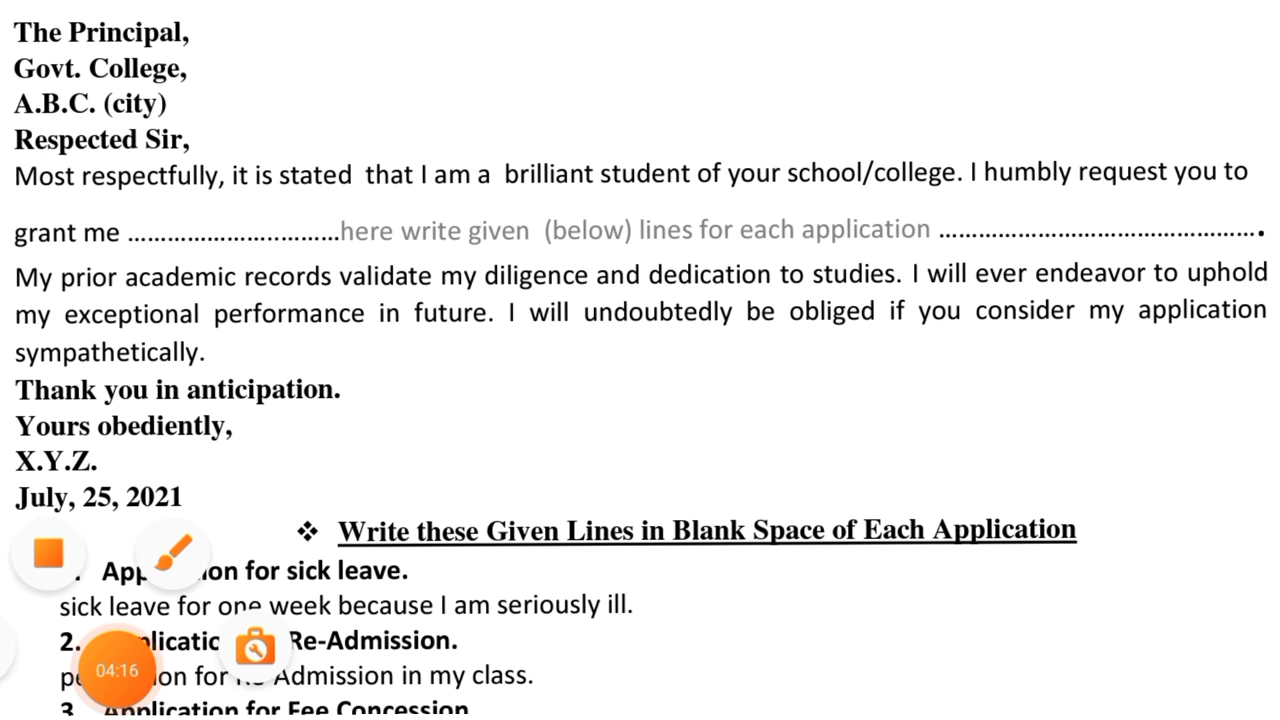 The Principal,
Govt. College,
A.B.C. (city)
Respected Sir,
Most respectfully, it is stated that I am a brilliant student of your school/college. I humbly request you to
grant me ...............................here write given (below) lines for each application ................................................
My prior academic records validate my diligence and dedication to studies. I will ever endeavor to uphold
my exceptional performance in future. I will undoubtedly be obliged if you consider my application
sympathetically.
Thank you in anticipation.
Yours obediently,
X.Y.Z.
July, 25, 2021
❖ Write these Given Lines in Blank Space of Each Application
for sick leave.
sick leave for one week because I am seriously ill.
2. Re-Admission.
for Admission in my class.
3. Application for Fee Concession
04:16